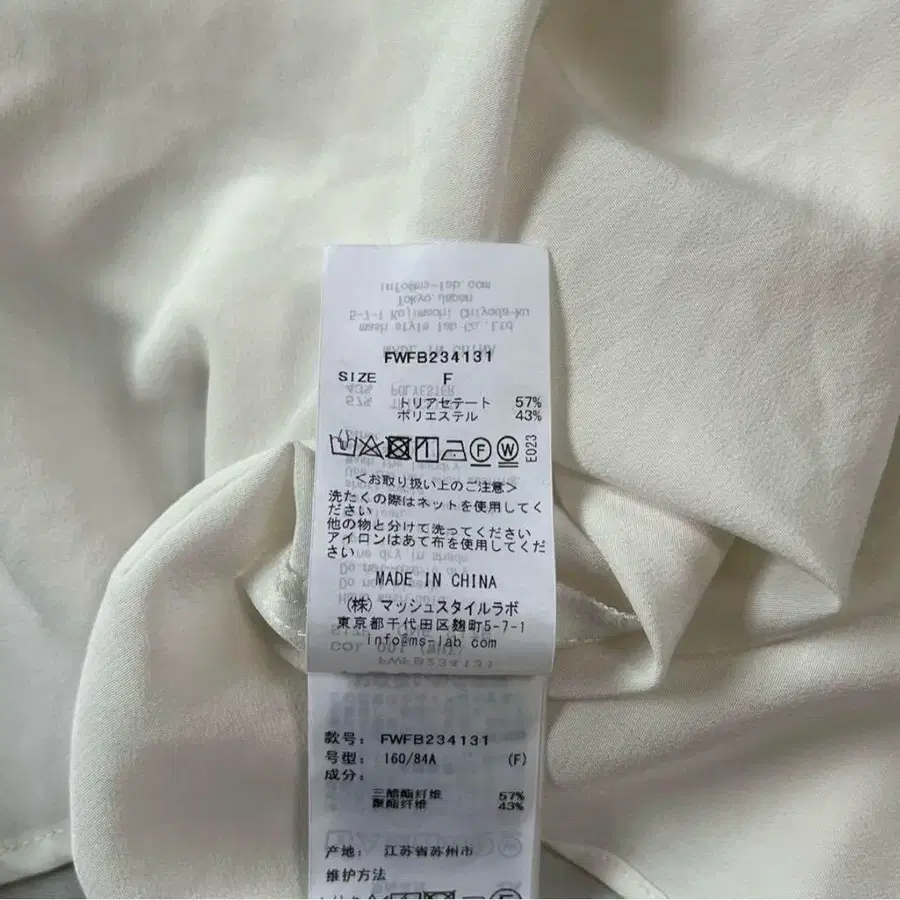 FWFB234131
SIZE F
トリアセテート 57%
ポリエステル 43%
E023
<お取り扱い上のご注意>
洗たくの際はネットを使用してく
ださい
他の物と分けて洗ってください
アイロンはあて布を使用してくだ
さい
MADE IN CHINA
(株) マッシュスタイルラボ
東京都千代田区麹町5-7-1
info@ms-lab.com
款号: FWFB234131
号型: 160/84A (F)
成分:
三醋酯纤维 57%
聚酯纤维 43%
产地: 江苏省苏州市
维护方法